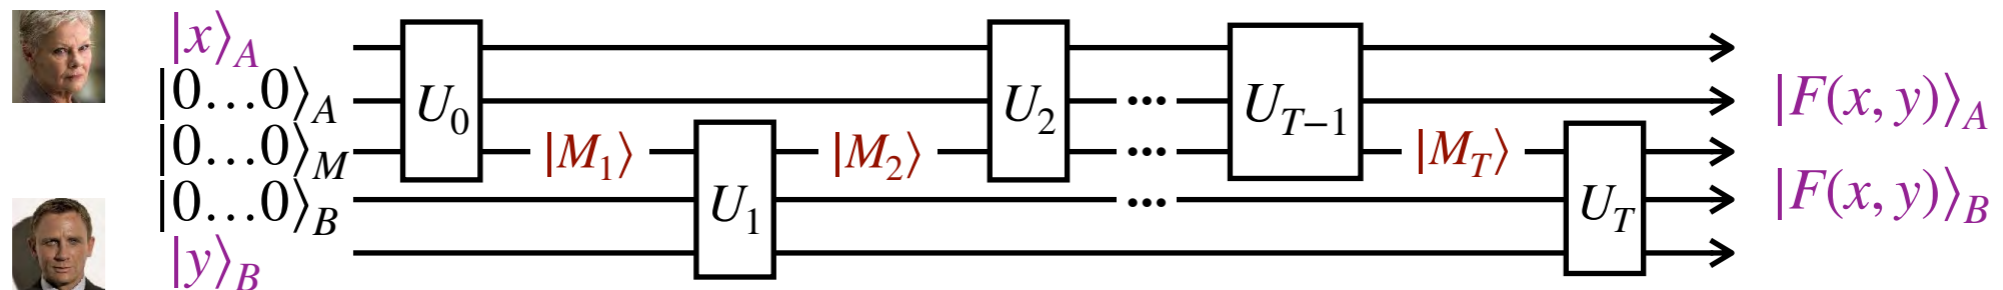 |x⟩_A
|0…0⟩_A
|0…0⟩_M
|0…0⟩_B
|y⟩_B
U_0
|M_1⟩
U_1
|M_2⟩
U_2
...
...
...
U_{T−1}
|M_T⟩
U_T
|F(x, y)⟩_A
|F(x, y)⟩_B